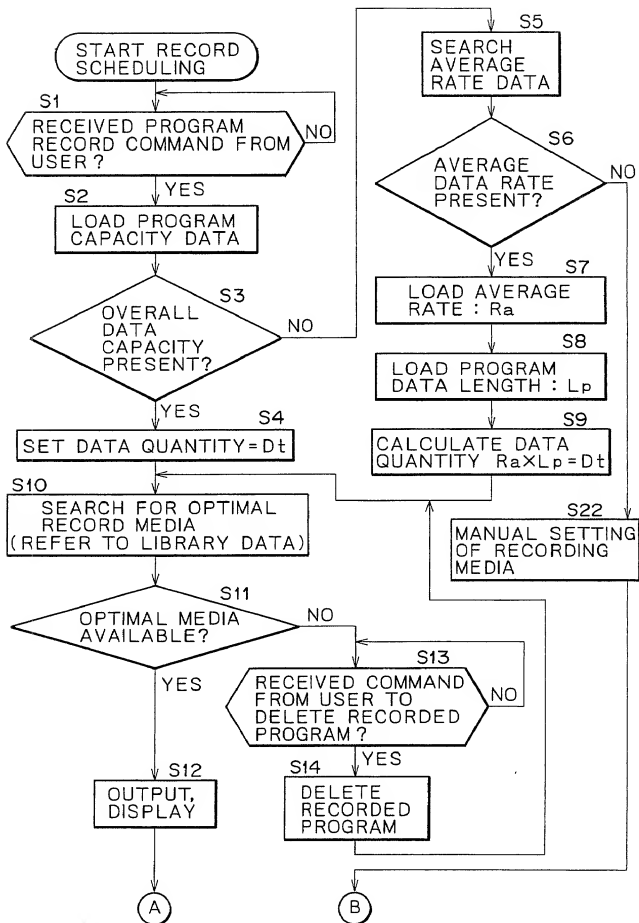 START RECORD
SCHEDULING
S1
RECEIVED PROGRAM
RECORD COMMAND FROM
USER?
NO
YES
S2
LOAD PROGRAM
CAPACITY DATA
S3
OVERALL
DATA
CAPACITY
PRESENT?
NO
YES
S4
SET DATA QUANTITY=Dt
S5
SEARCH
AVERAGE
RATE DATA
S6
AVERAGE
DATA RATE
PRESENT?
NO
YES
S7
LOAD AVERAGE
RATE : Ra
S8
LOAD PROGRAM
DATA LENGTH : Lp
S9
CALCULATE DATA
QUANTITY Ra×Lp=Dt
S10
SEARCH FOR OPTIMAL
RECORD MEDIA
(REFER TO LIBRARY DATA)
S22
MANUAL SETTING
OF RECORDING
MEDIA
S11
OPTIMAL MEDIA
AVAILABLE?
NO
YES
S13
RECEIVED COMMAND
FROM USER TO
DELETE RECORDED
PROGRAM?
NO
YES
S12
OUTPUT,
DISPLAY
S14
DELETE
RECORDED
PROGRAM
A
B